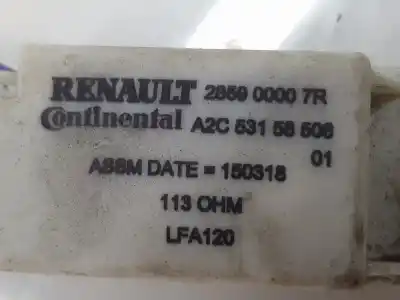 RENAULT 2859 0000 7R
Continental A2C 531 58 506
01
ASSM DATE = 150318
113 OHM
LFA120